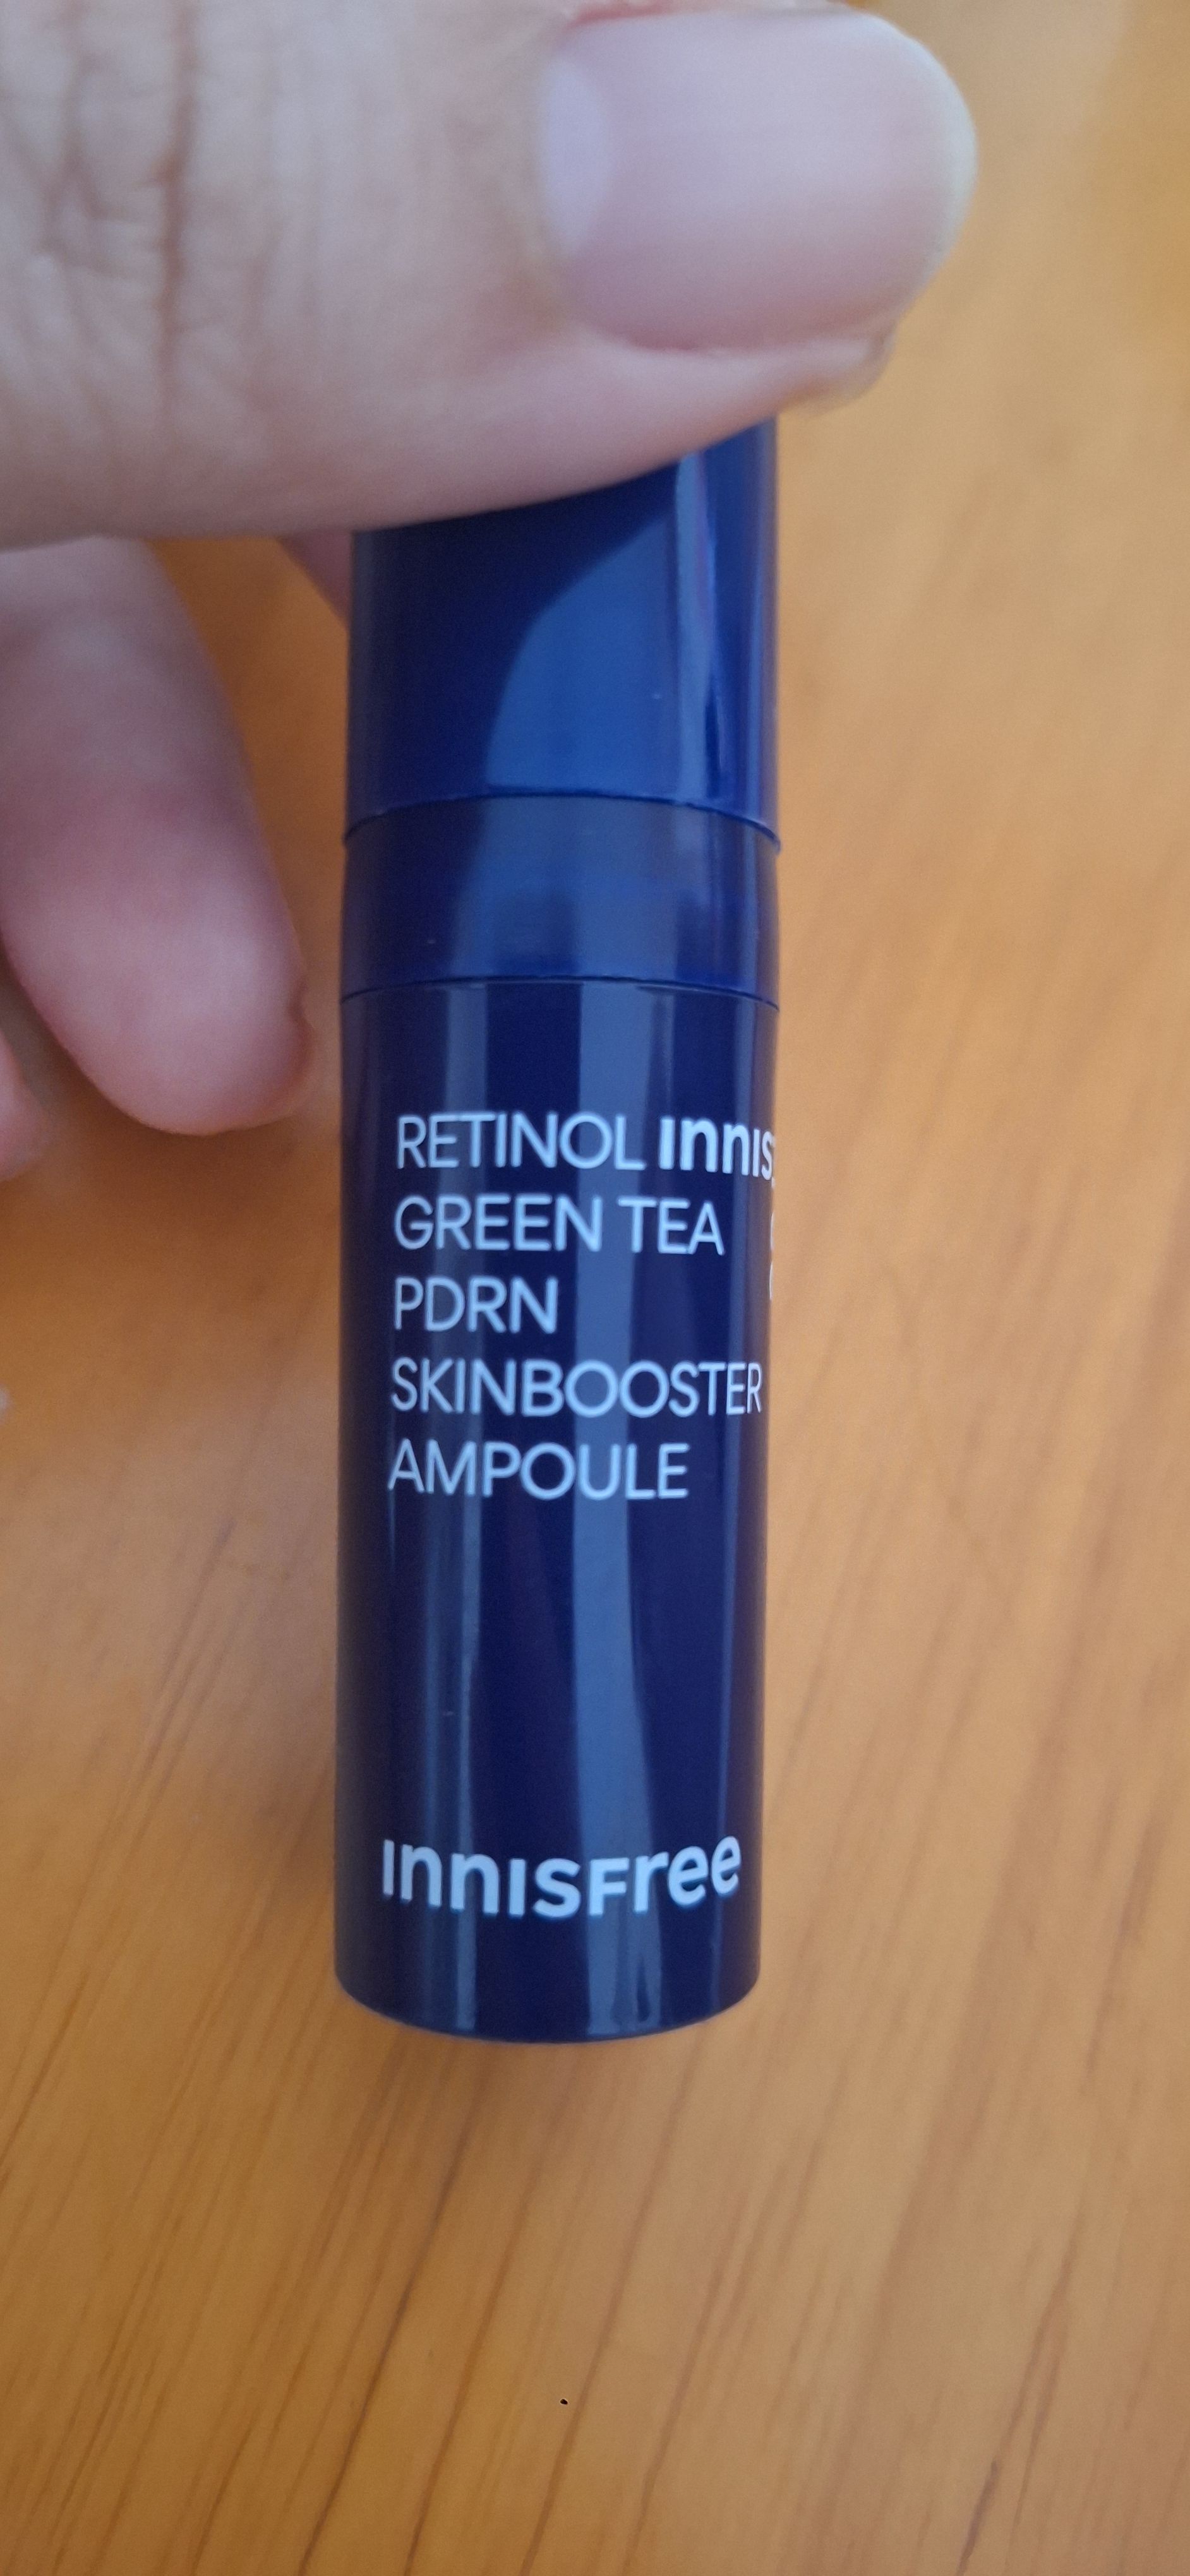 RETINOL
GREEN TEA
PDRN
SKINBOOSTER
AMPOULE
innisfree